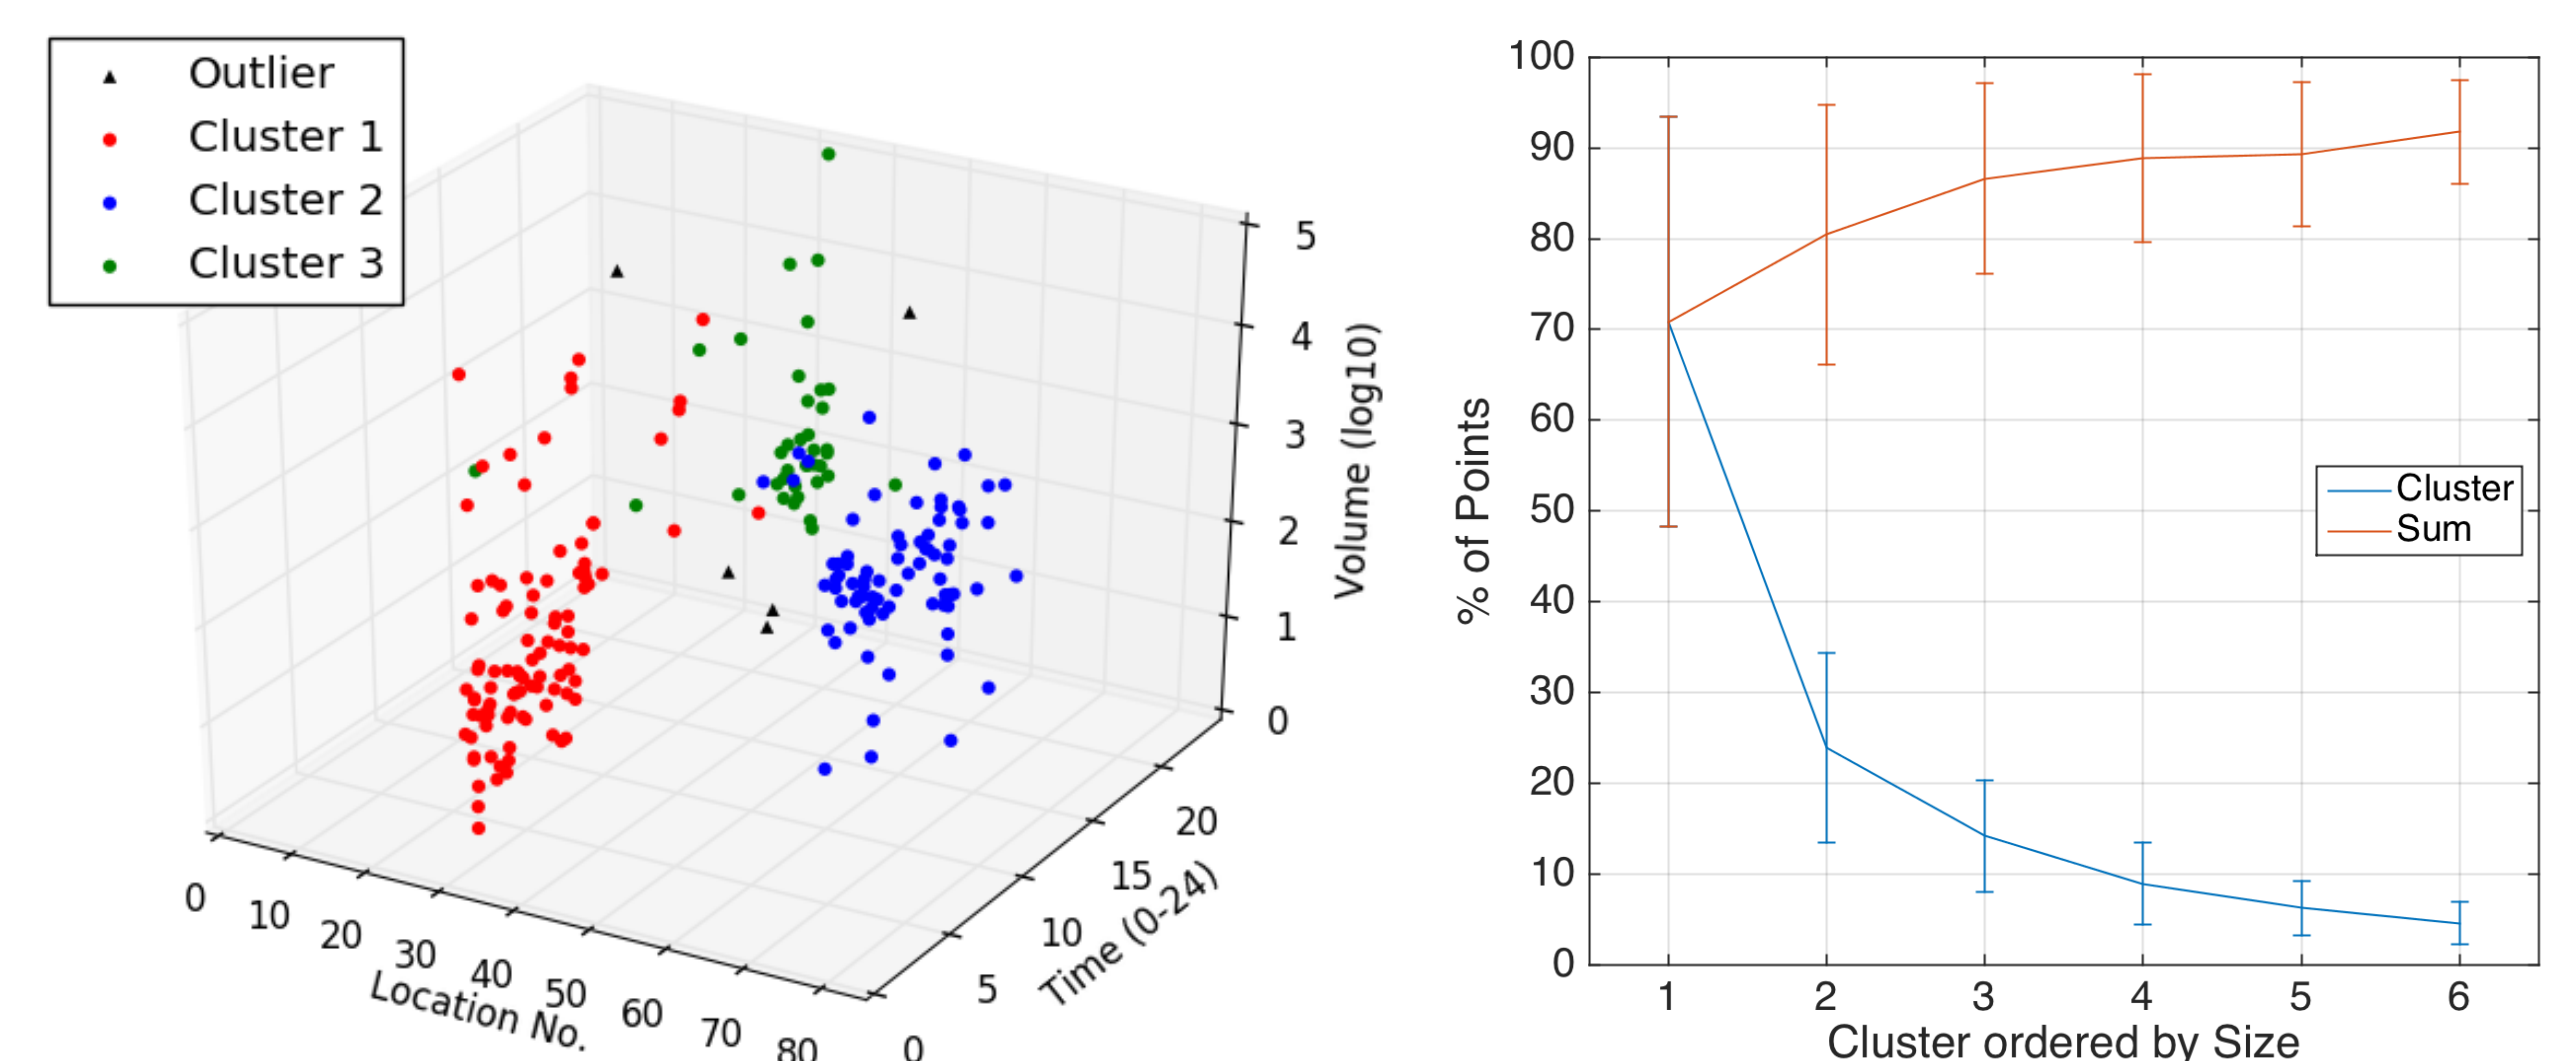 Outlier
Cluster 1
Cluster 2
Cluster 3
5
4
3
2
1
0
Volume (log10)
0
10
20
30
40
50
60
70
80
Location No.
0
5
10
15
20
Time (0-24)
100
90
80
70
60
50
40
30
20
10
0
% of Points
Cluster
Sum
1 2 3 4 5 6
Cluster ordered by Size